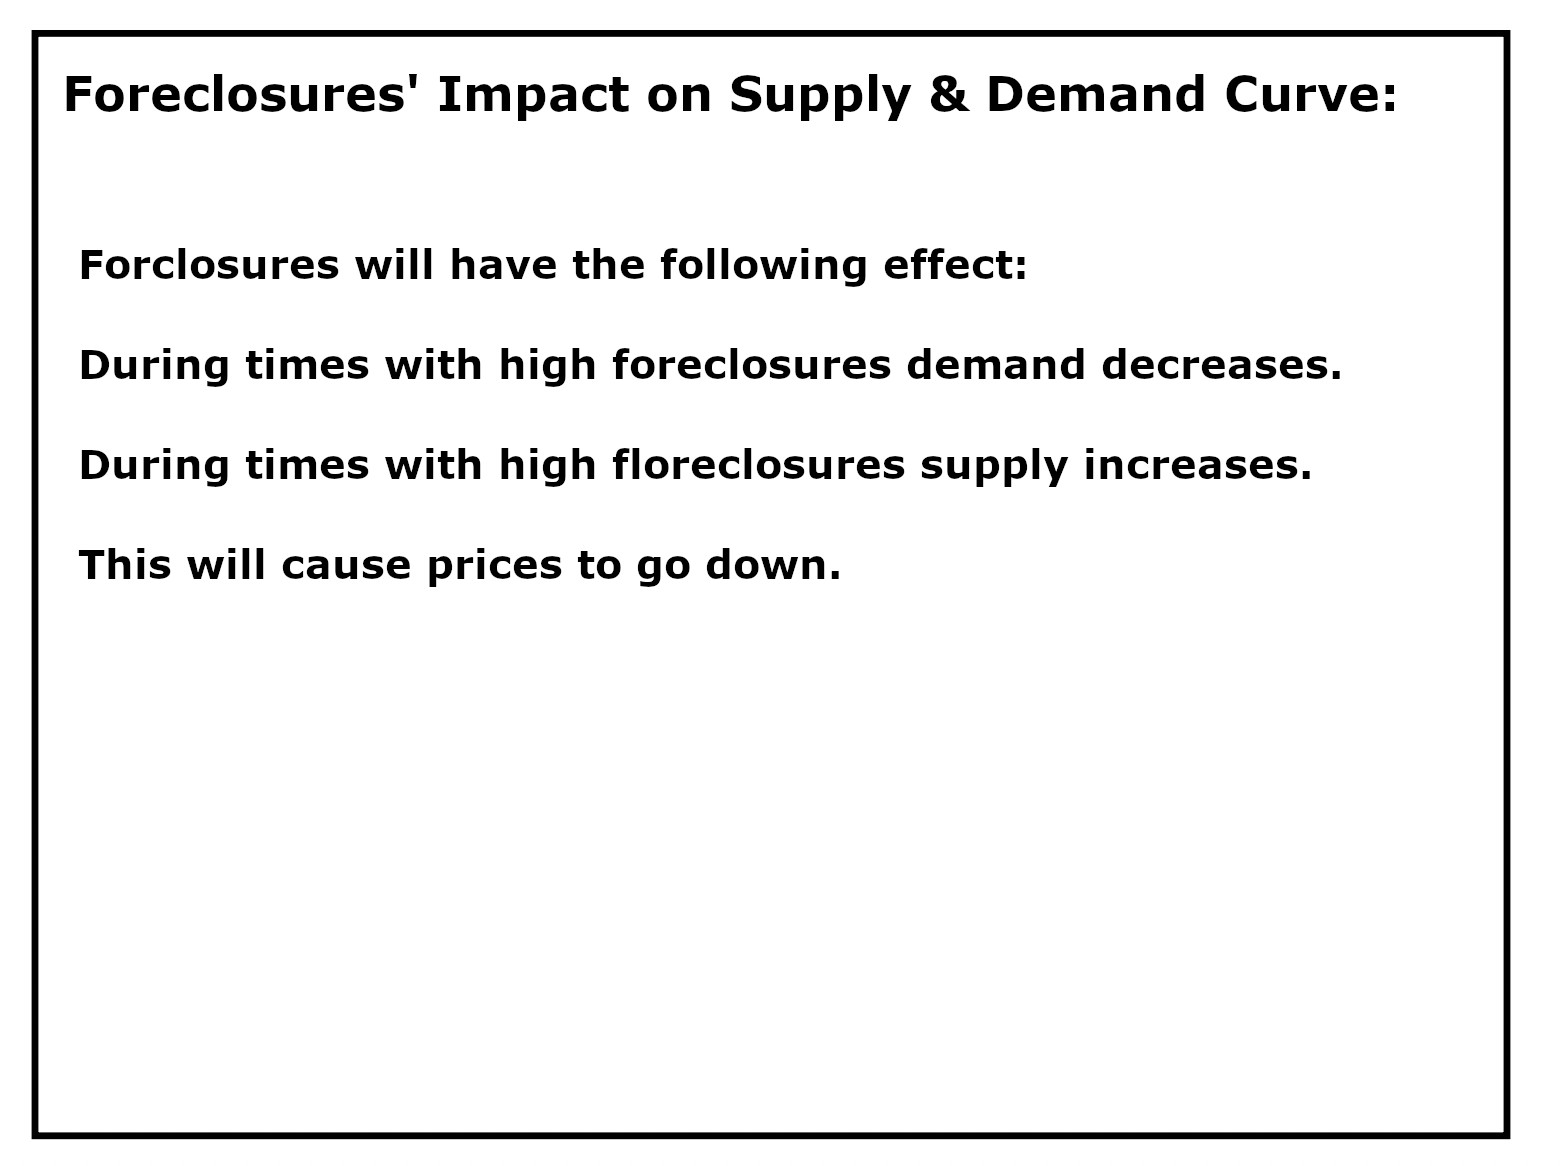 Foreclosures' Impact on Supply & Demand Curve:
Forclosures will have the following effect:
During times with high foreclosures demand decreases.
During times with high floreclosures supply increases.
This will cause prices to go down.